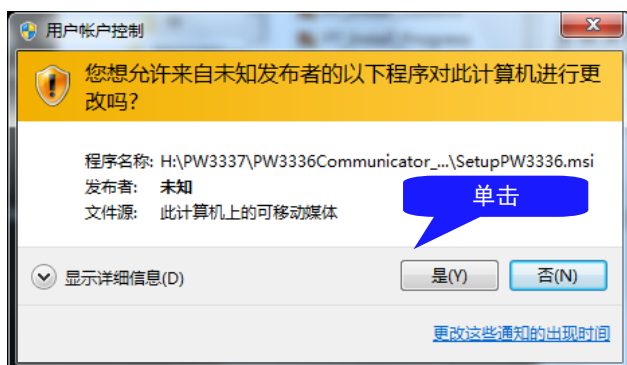 用户帐户控制
您想允许来自未知发布者的以下程序对此计算机进行更
改吗?
程序名称: H:\PW3337\PW3336Communicator_...\SetupPW3336.msi
发布者: 未知
文件源: 此计算机上的可移动媒体
单击
显示详细信息(D)
是(Y)
否(N)
更改这些通知的出现时间